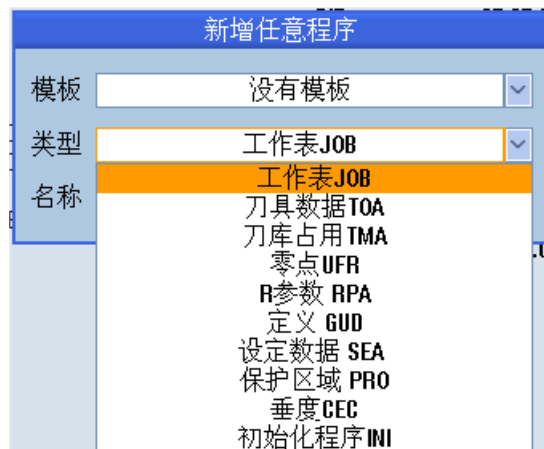 新增任意程序
模板 没有模板
类型 工作表JOB
工作表JOB
名称
刀具数据TOA
刀库占用TMA
零点UFR
R参数 RPA
定义 GUD
设定数据 SEA
保护区域 PRO
垂度CEC
初始化程序INI